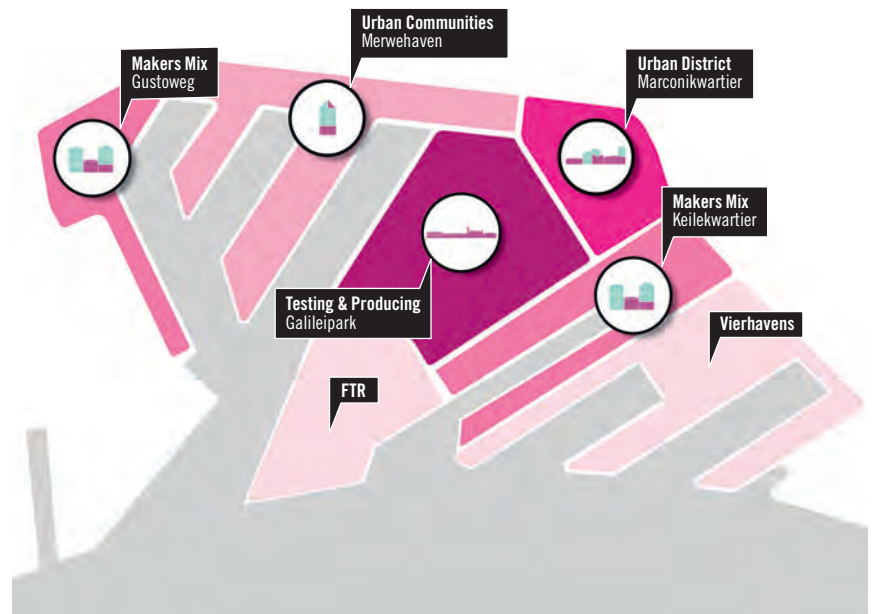 Urban Communities
Merwehaven
Makers Mix
Gustoweg
Urban District
Marconikwartier
Makers Mix
Keilekwartier
Testing & Producing
Galileipark
Vierhavens
FTR